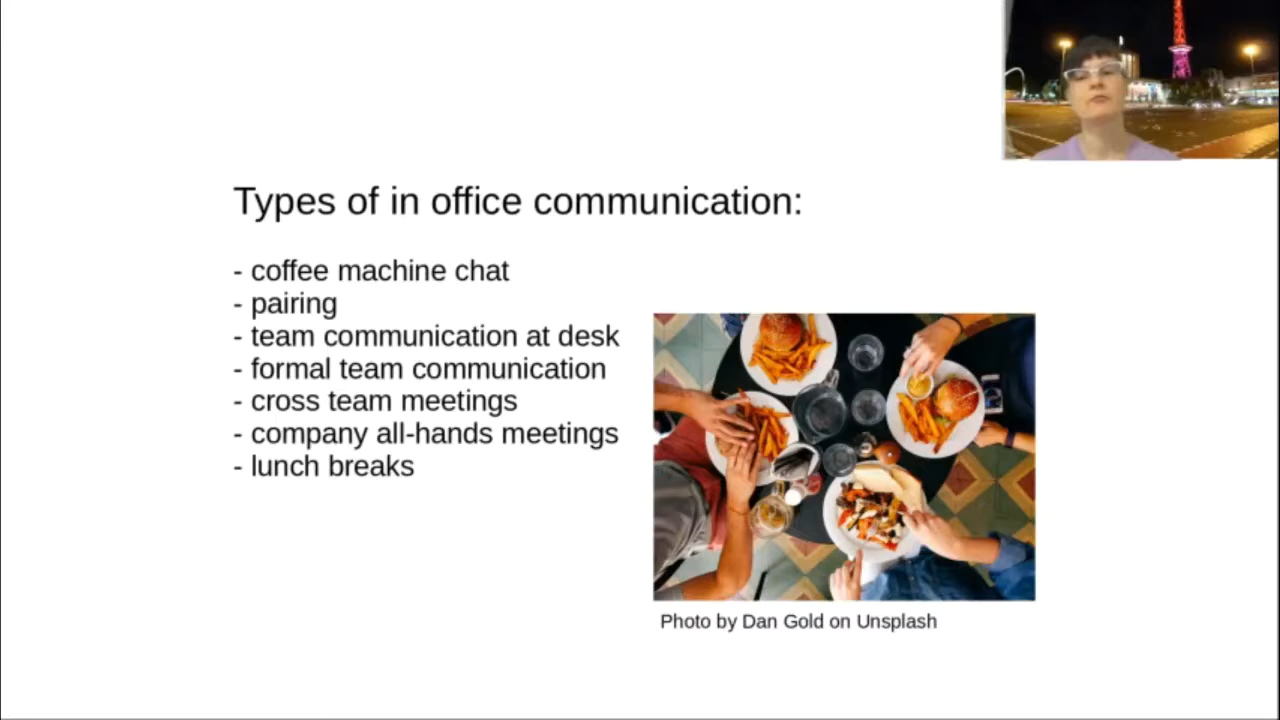 Types of in office communication:
- coffee machine chat
- pairing
- team communication at desk
- formal team communication
- cross team meetings
- company all-hands meetings
- lunch breaks
Photo by Dan Gold on Unsplash